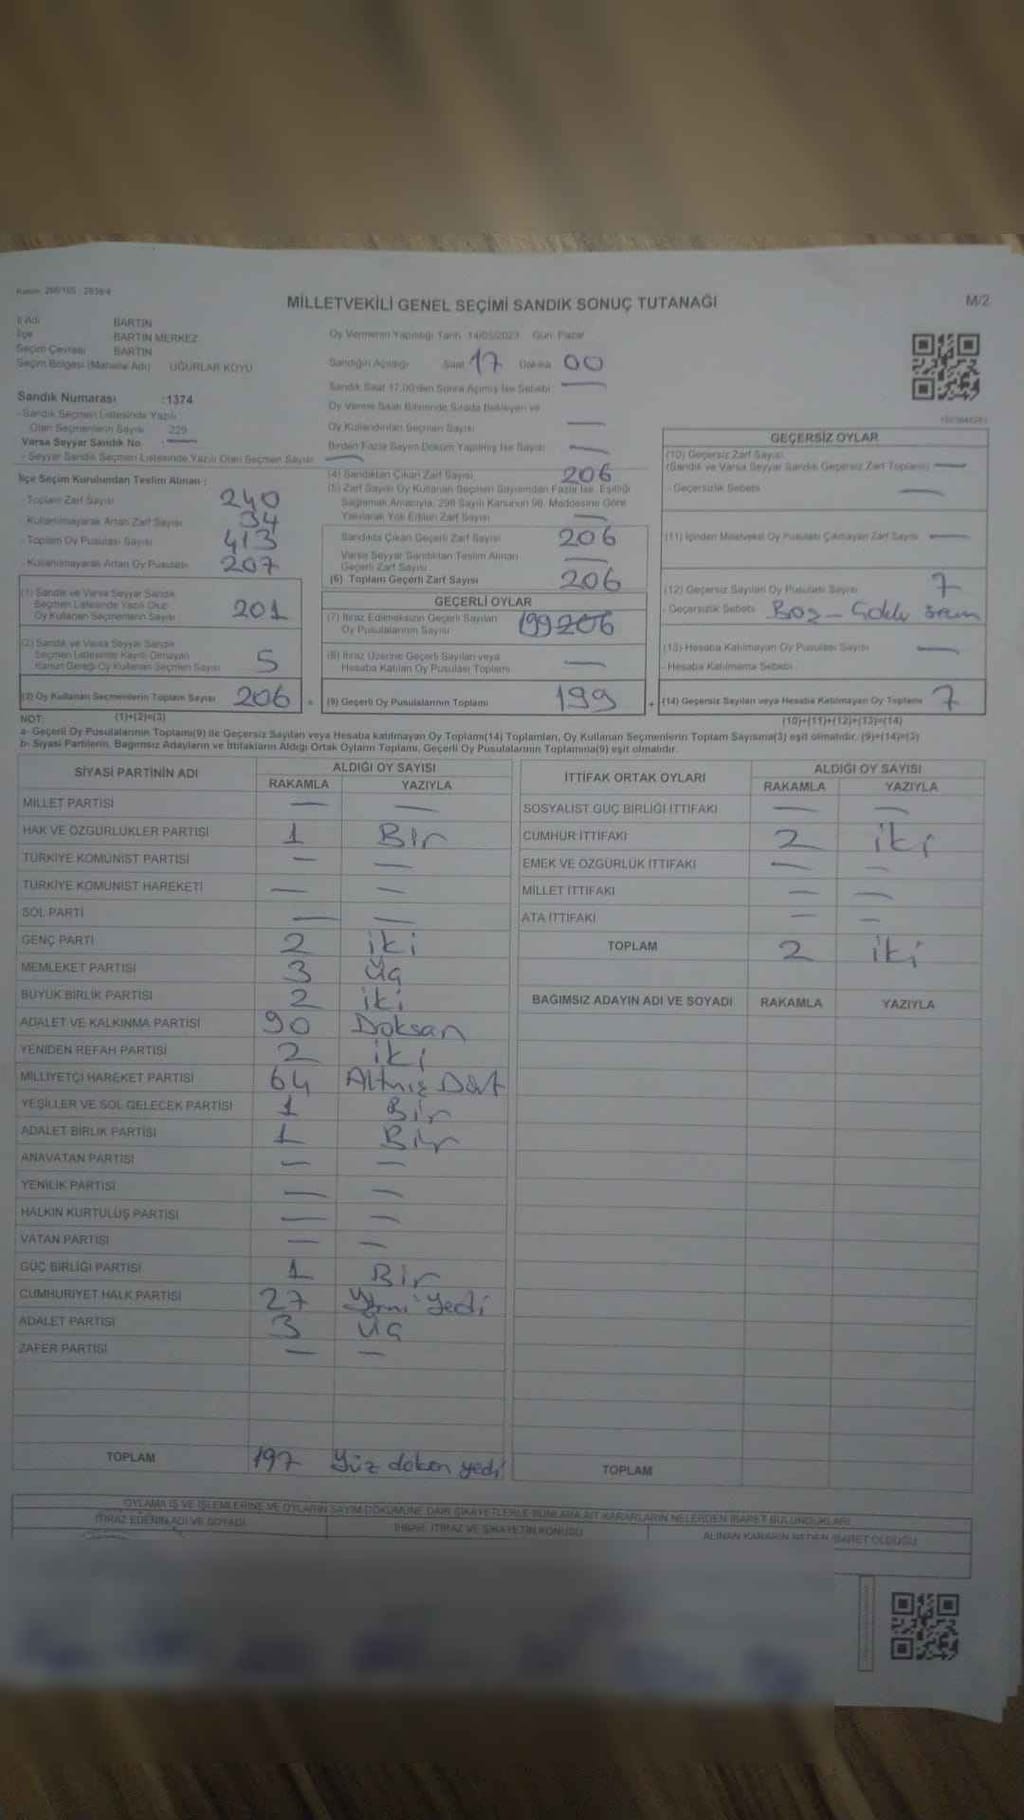 MİLLETVEKİLİ GENEL SEÇİMİ SANDIK SONUÇ TUTANAĞI
M/2
İl Adı BARTIN
İlçe BARTIN MERKEZ
Seçim Çevresi BARTIN
Seçim Bölgesi (Mahalle Adı) UĞURLAR KÖYÜ
Oy Vermenin Yapıldığı Tarih 14/05/2023 Gün Pazar
Sandığın Açıldığı Saat 17 Dakika 00
Sandık Saat 17.00'den Sonra Açılmış İse Sebebi —
Sandık Numarası :1374
- Sandık Seçmen Listesinde Yazılı
Olan Seçmenlerin Sayısı 229
Varsa Seyyar Sandık No —
- Seyyar Sandık Seçmen Listesinde Yazılı Olan Seçmen Sayısı —
Oy Verme Saati Bitiminde Sırada Bekleyen ve
Oy Kullandırılan Seçmen Sayısı —
Birden Fazla Sayım Döküm Yapılmış İse Sayısı —
İlçe Seçim Kurulundan Teslim Alınan :
- Toplam Zarf Sayısı 240
- Kullanılmayarak Artan Zarf Sayısı 34
- Toplam Oy Pusulası Sayısı 413
- Kullanılmayarak Artan Oy Pusulası 207
(1) Sandık ve Varsa Seyyar Sandık
Seçmen Listesinde Yazılı Olup
Oy Kullanan Seçmenlerin Sayısı 201
(2) Sandık ve Varsa Seyyar Sandık
Seçmen Listesinde Kayıtlı Olmayan
Kanun Gereği Oy Kullanan Seçmen Sayısı 5
(3) Oy Kullanan Seçmenlerin Toplam Sayısı 206
(4) Sandıktan Çıkan Zarf Sayısı 206
(5) Zarf Sayısı Oy Kullanan Seçmen Sayısından Fazla İse, Eşitliği
Sağlamak Amacıyla, 298 Sayılı Kanunun 98. Maddesine Göre
Yakılarak Yok Edilen Zarf Sayısı —
Sandıkta Çıkan Geçerli Zarf Sayısı 206
Varsa Seyyar Sandıktan Teslim Alınan
Geçerli Zarf Sayısı —
(6) Toplam Geçerli Zarf Sayısı 206
GEÇERLİ OYLAR
(7) İtiraz Edilmeksizin Geçerli Sayılan
Oy Pusulalarının Sayısı 199 206
(8) İtiraz Üzerine Geçerli Sayılan veya
Hesaba Katılan Oy Pusulası Toplamı —
(9) Geçerli Oy Pusulalarının Toplamı 199
GEÇERSİZ OYLAR
(10) Geçersiz Zarf Sayısı
(Sandık ve Varsa Seyyar Sandık Geçersiz Zarf Toplamı) —
- Geçersizlik Sebebi —
(11) İçinden Milletvekili Oy Pusulası Çıkmayan Zarf Sayısı —
(12) Geçersiz Sayılan Oy Pusulası Sayısı 7
- Geçersizlik Sebebi Boş - Çoklu
(13) Hesaba Katılmayan Oy Pusulası Sayısı —
- Hesaba Katılmama Sebebi
(14) Geçersiz Sayılan veya Hesaba Katılmayan Oy Toplamı 7
NOT: (1)+(2)=(3)
(10)+(11)+(12)+(13)=(14)
a- Geçerli Oy Pusulalarının Toplamı(9) ile Geçersiz Sayılan veya Hesaba katılmayan Oy Toplamı(14) Toplamları, Oy Kullanan Seçmenlerin Toplam Sayısına(3) eşit olmalıdır. (9)+(14)=(3)
b- Siyasi Partilerin, Bağımsız Adayların ve İttifakların Aldığı Ortak Oyların Toplamı, Geçerli Oy Pusulalarının Toplamına(9) eşit olmalıdır.
SİYASİ PARTİNİN ADI ALDIĞI OY SAYISI
RAKAMLA YAZIYLA
MİLLET PARTİSİ — —
HAK VE ÖZGÜRLÜKLER PARTİSİ 1 Bir
TÜRKİYE KOMÜNİST PARTİSİ — —
TÜRKİYE KOMÜNİST HAREKETİ — —
SOL PARTİ — —
GENÇ PARTİ 2 iki
MEMLEKET PARTİSİ 3 üç
BÜYÜK BİRLİK PARTİSİ 2 iki
ADALET VE KALKINMA PARTİSİ 90 Doksan
YENİDEN REFAH PARTİSİ 2 iki
MİLLİYETÇİ HAREKET PARTİSİ 64 Altmış Dört
YEŞİLLER VE SOL GELECEK PARTİSİ 1 Bir
ADALET BİRLİK PARTİSİ 1 Bir
ANAVATAN PARTİSİ — —
YENİLİK PARTİSİ — —
HALKIN KURTULUŞ PARTİSİ — —
VATAN PARTİSİ — —
GÜÇ BİRLİĞİ PARTİSİ 1 Bir
CUMHURİYET HALK PARTİSİ 27 Yirmi Yedi
ADALET PARTİSİ 3 üç
ZAFER PARTİSİ — —
TOPLAM 197 Yüz doksan yedi
İTTİFAK ORTAK OYLARI ALDIĞI OY SAYISI
RAKAMLA YAZIYLA
SOSYALİST GÜÇ BİRLİĞİ İTTİFAKI — —
CUMHUR İTTİFAKI 2 iki
EMEK VE ÖZGÜRLÜK İTTİFAKI — —
MİLLET İTTİFAKI — —
ATA İTTİFAKI — —
TOPLAM 2 iki
BAĞIMSIZ ADAYIN ADI VE SOYADI RAKAMLA YAZIYLA
TOPLAM
OYLAMA İŞ VE İŞLEMLERİNE VE OYLARIN SAYIM DÖKÜMÜNE DAİR ŞİKAYETLERLE BUNLARA AİT KARARLARIN NELERDEN İBARET BULUNDUKLARI
İTİRAZ EDENİN ADI VE SOYADI İHBAR, İTİRAZ VE ŞİKAYETİN KONUSU ALINAN KARARIN NEDEN İBARET OLDUĞU